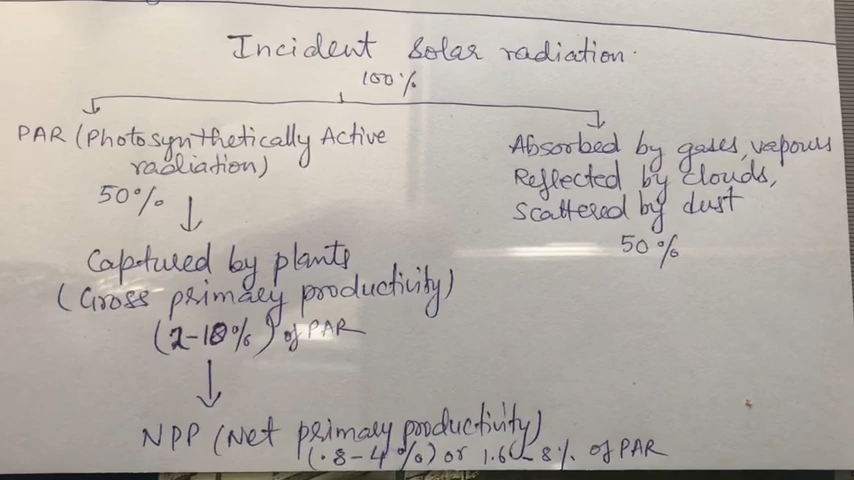 Incident Solar radiation.
100%
PAR (Photosynthetically Active
radiation)
50%
Captured by plants
(Gross primary productivity)
(2-10%) of PAR
NPP (Net primary productivity)
(.8-4%) or 1.6-8% of PAR
Absorbed by gases, vapours
Reflected by clouds,
Scattered by dust
50%